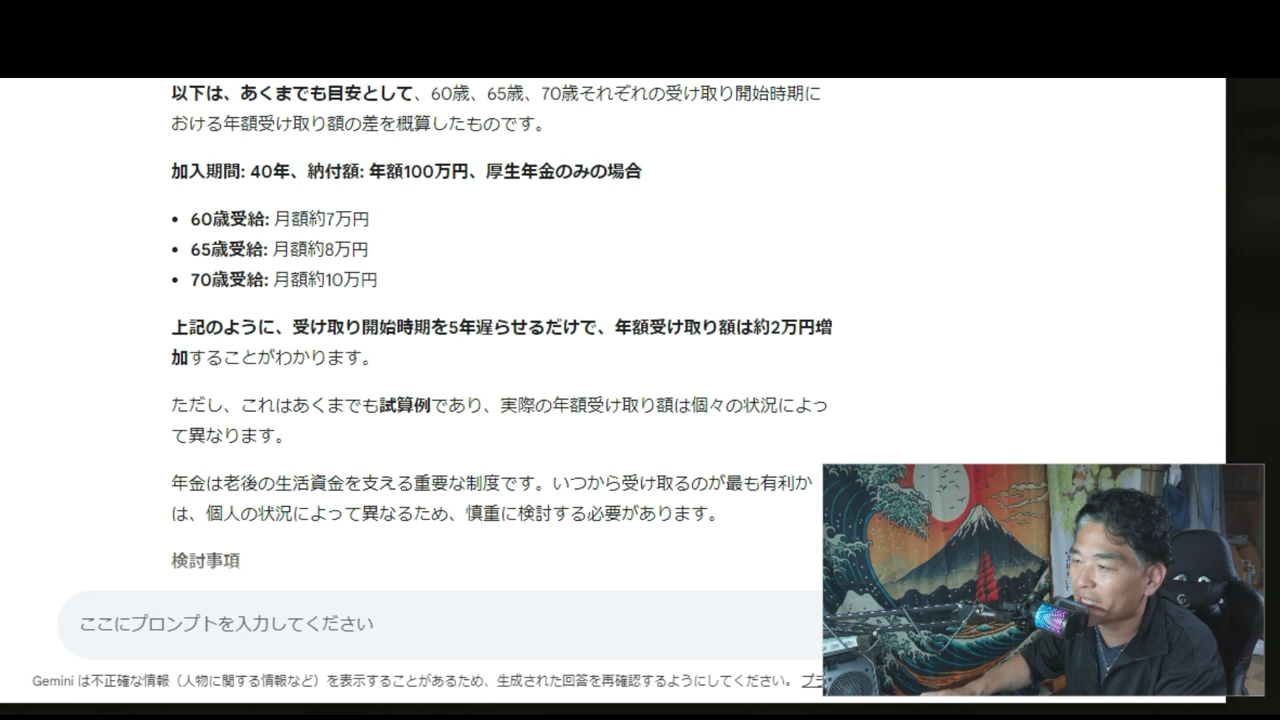 以下は、あくまでも目安として、60歳、65歳、70歳それぞれの受け取り開始時期に
おける年額受け取り額の差を概算したものです。
加入期間: 40年、納付額: 年額100万円、厚生年金のみの場合
• 60歳受給: 月額約7万円
• 65歳受給: 月額約8万円
• 70歳受給: 月額約10万円
上記のように、受け取り開始時期を5年遅らせるだけで、年額受け取り額は約2万円増
加することがわかります。
ただし、これはあくまでも試算例であり、実際の年額受け取り額は個々の状況によっ
て異なります。
年金は老後の生活資金を支える重要な制度です。いつから受け取るのが最も有利か
は、個人の状況によって異なるため、慎重に検討する必要があります。
検討事項
ここにプロンプトを入力してください
Gemini は不正確な情報（人物に関する情報など）を表示することがあるため、生成された回答を再確認するようにしてください。 プラ